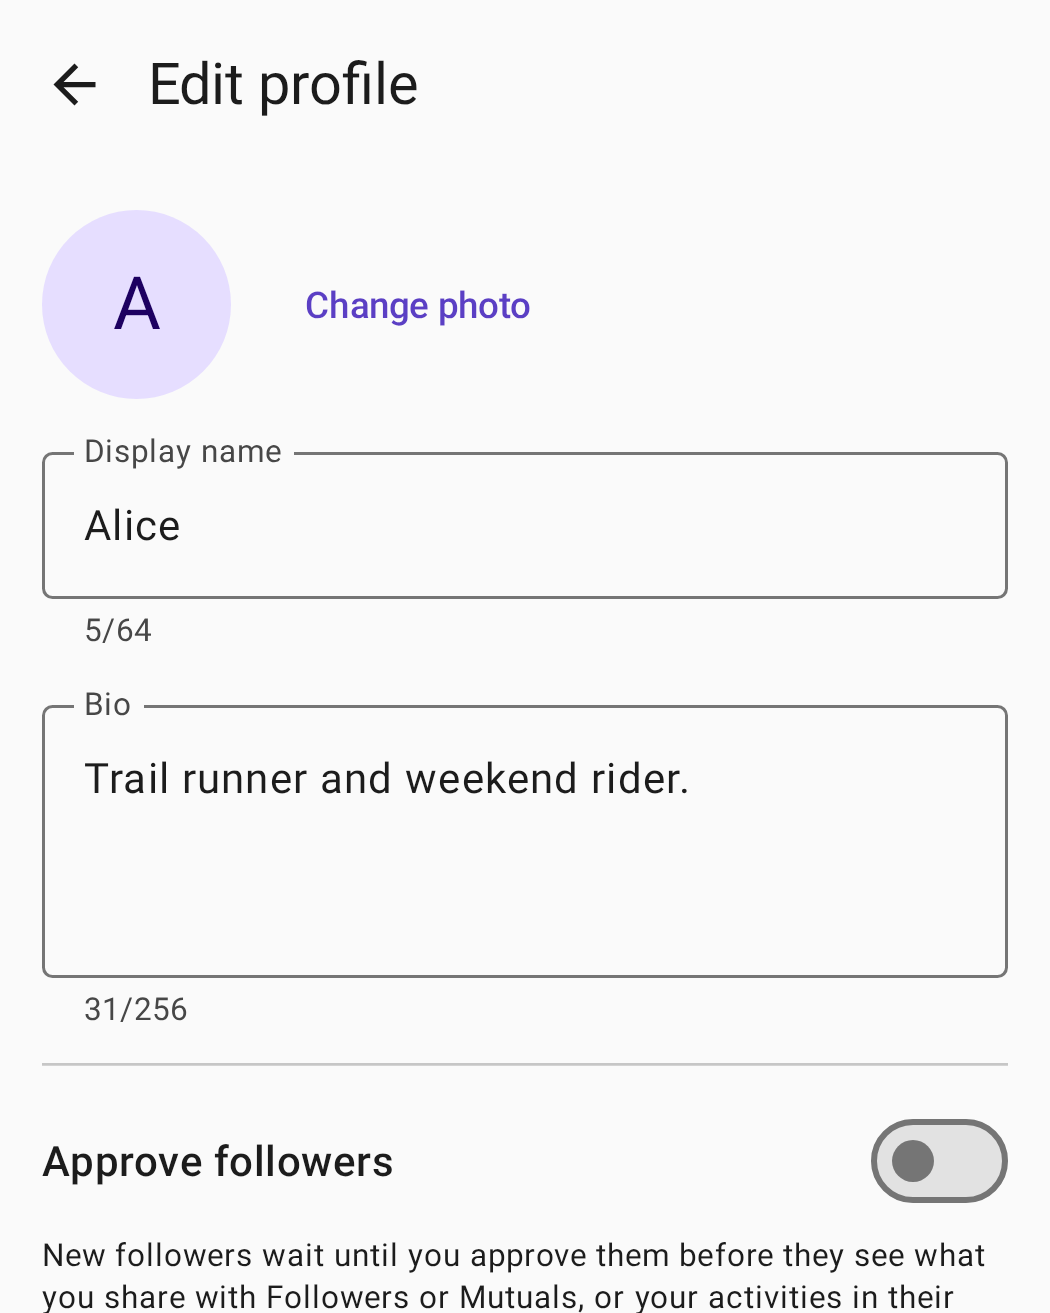 Edit profile
A
Change photo
Display name
Alice
5/64
Bio
Trail runner and weekend rider.
31/256
Approve followers
New followers wait until you approve them before they see what
you share with Followers or Mutuals, or your activities in their